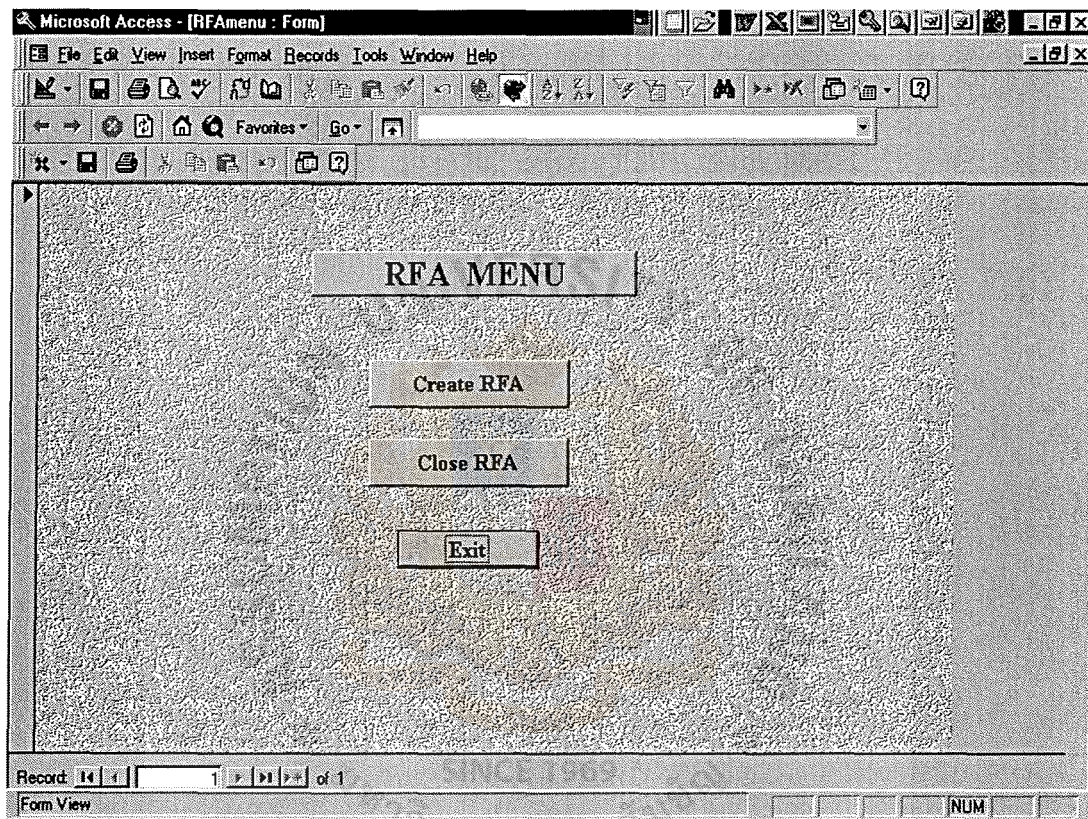 Microsoft Access - [RFAmenu : Form]
File Edit View Insert Format Records Tools Window Help
Favorites Go
RFA MENU
Create RFA
Close RFA
Exit
SINCE 1969
Record: 1 of 1
Form View NUM